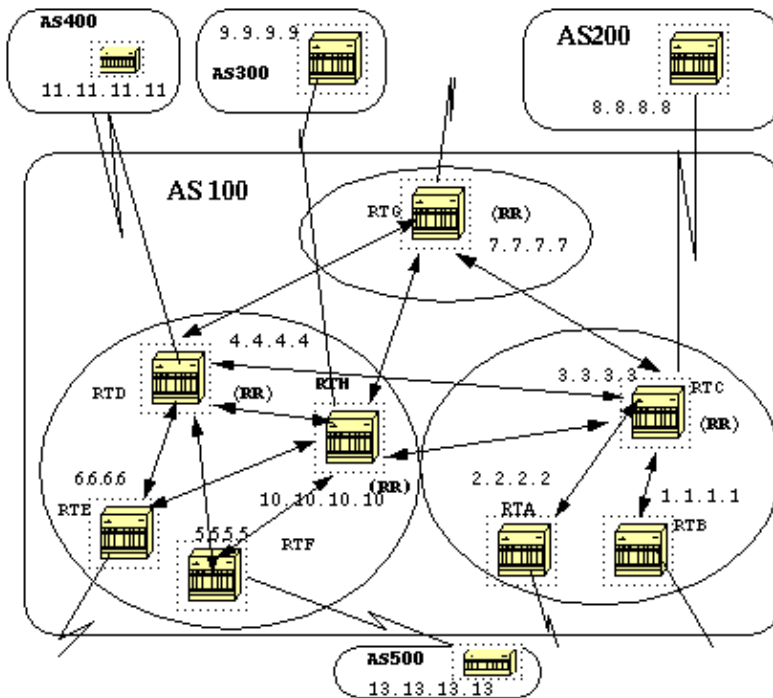 AS400
11.11.11.11
9.9.9.9
AS300
AS200
8.8.8.8
AS 100
RTG
(RR)
7.7.7.7
4.4.4.4
RTD
(RR)
RTH
3.3.3.3
RTC
(RR)
6.6.6.6
(RR)
2.2.2.2
10.10.10.10
1.1.1.1
RTE
RTA
RTB
5.5.5.5
RTF
AS500
13.13.13.13